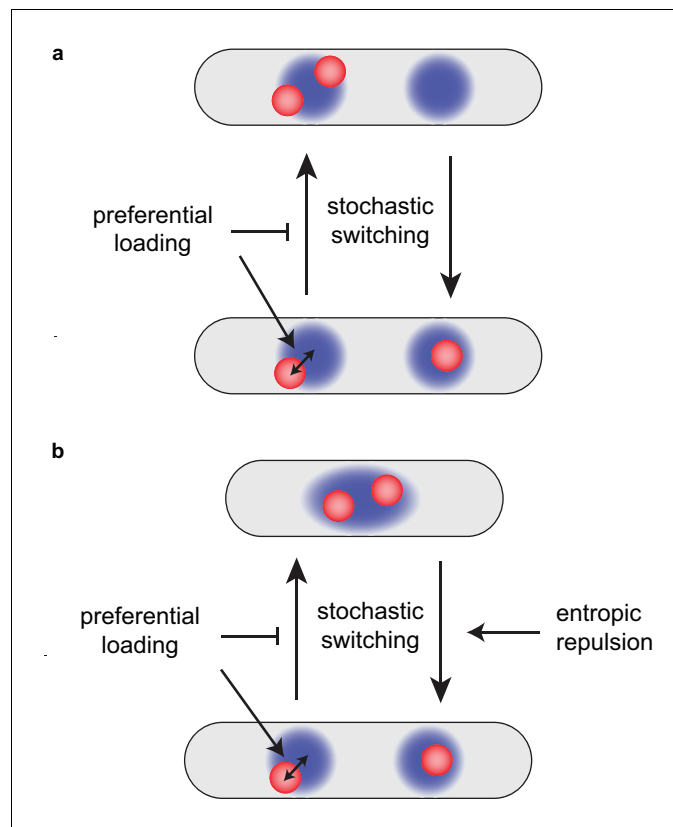 a
preferential
loading
stochastic
switching
b
preferential
loading
stochastic
switching
entropic
repulsion